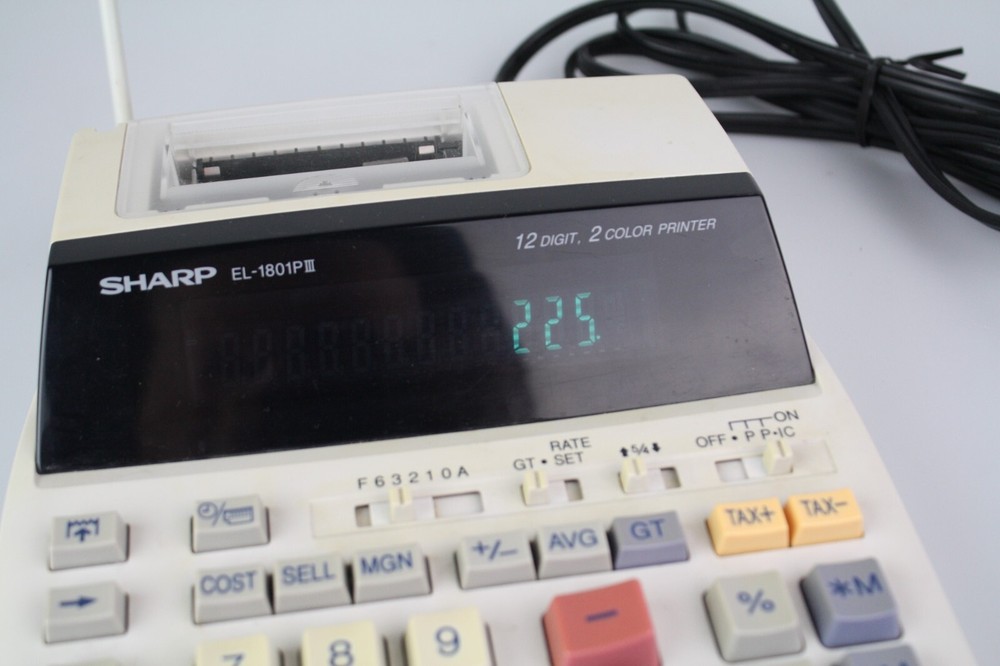 12 DIGIT, 2 COLOR PRINTER
SHARP EL-1801PIII
225.
RATE
ON
GT • SET
5/4
OFF • P P•IC
F 6 3 2 1 0 A
TAX+ TAX-
COST SELL MGN +/- AVG GT
% *M
7 8 9 -